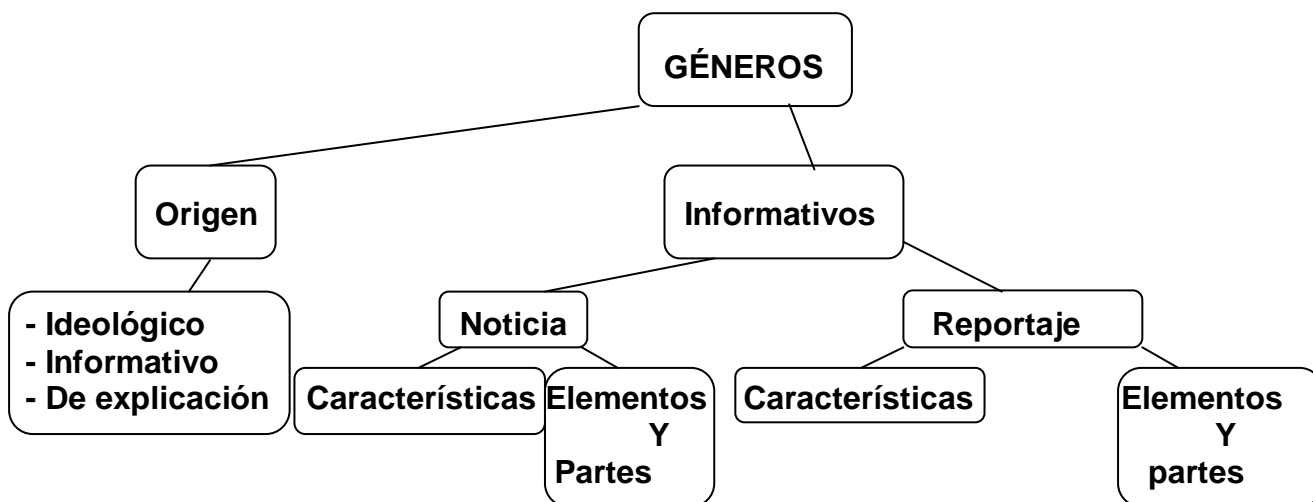 GÉNEROS
Origen
Informativos
- Ideológico
- Informativo
- De explicación
Noticia
Reportaje
Características
Elementos
Y
Partes
Características
Elementos
Y
partes